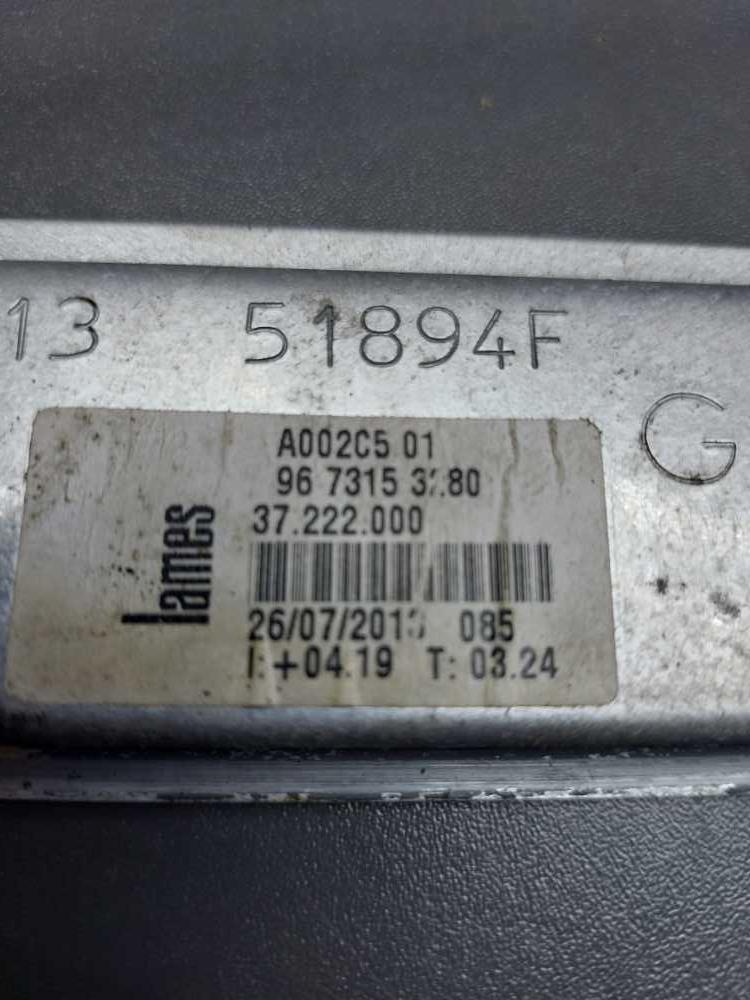 13 51894F
G
A002C5 01
96 7315
37.222.000
lames
085
+04.19 T: 03.24